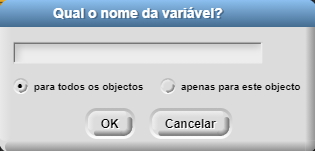 Qual o nome da variável?
para todos os objectos apenas para este objecto
OK Cancelar